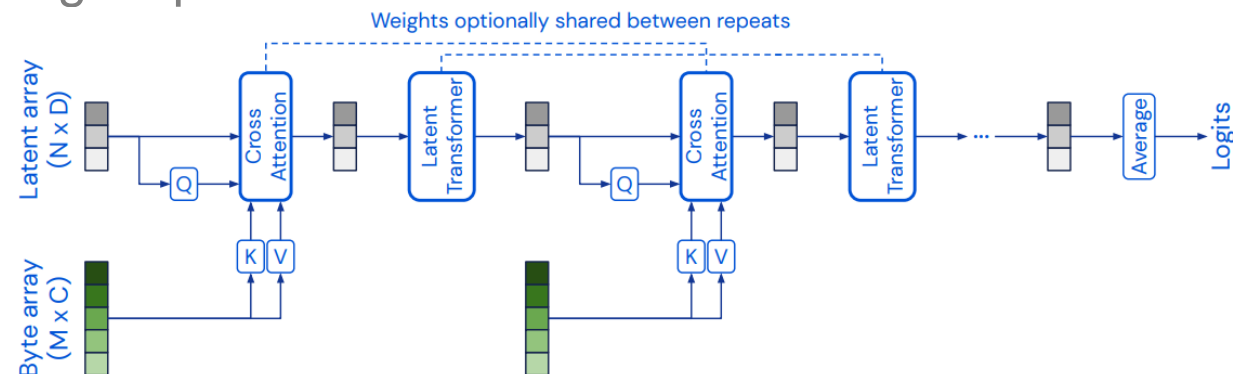 Weights optionally shared between repeats
Latent array
(N x D)
Cross
Attention
Latent
Transformer
Cross
Attention
Latent
Transformer
...
Average
Logits
Q
Q
K
V
K
V
Byte array
(M x C)